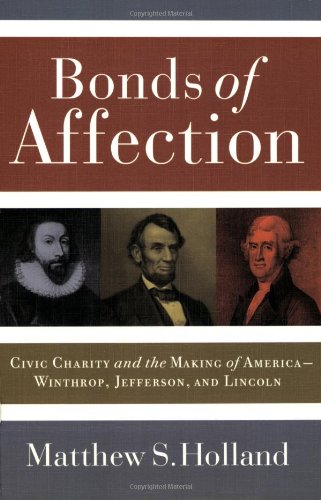 Bonds of
Affection
CIVIC CHARITY and the MAKING of AMERICA—
WINTHROP, JEFFERSON, AND LINCOLN
Matthew S. Holland